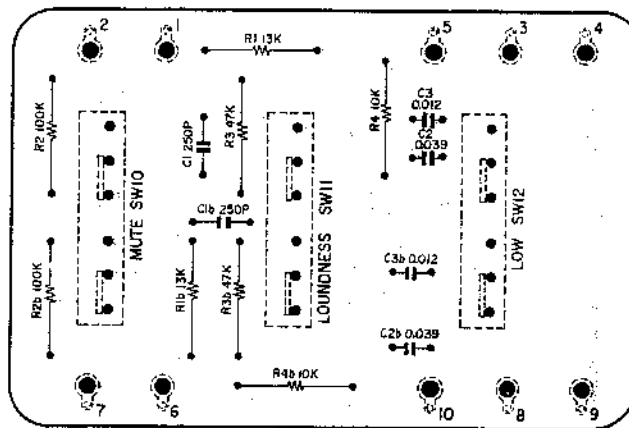 2
1
5
3
4
R1 13K
R2 100K
C1 250P
R3 47K
R4 10K
C3
0.012
C2
0.039
MUTE SW10
LOUNDNESS SW11
LOW SW12
C1b 250P
R2b 100K
R1b 13K
R3b 47K
C3b 0.012
C2b 0.039
R4b 10K
7
6
10
8
9